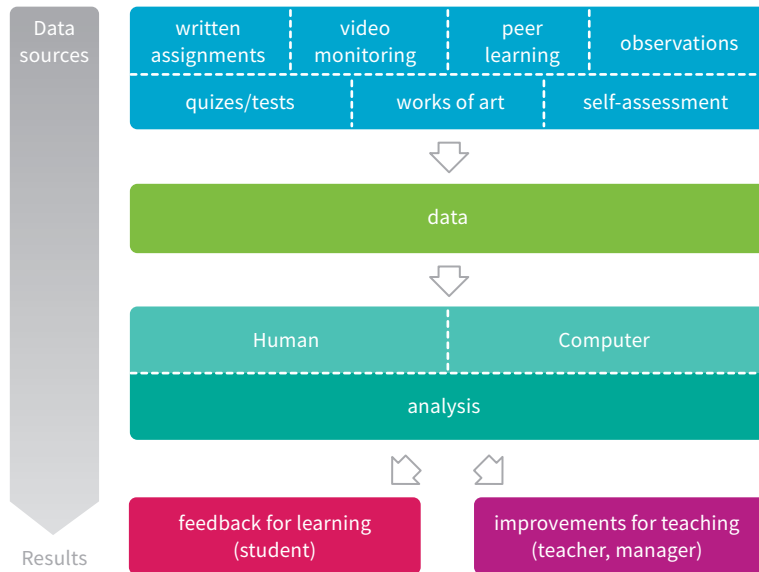 Data
sources
written
assignments
video
monitoring
peer
learning
observations
quizes/tests
works of art
self-assessment
data
Human
Computer
analysis
feedback for learning
(student)
improvements for teaching
(teacher, manager)
Results